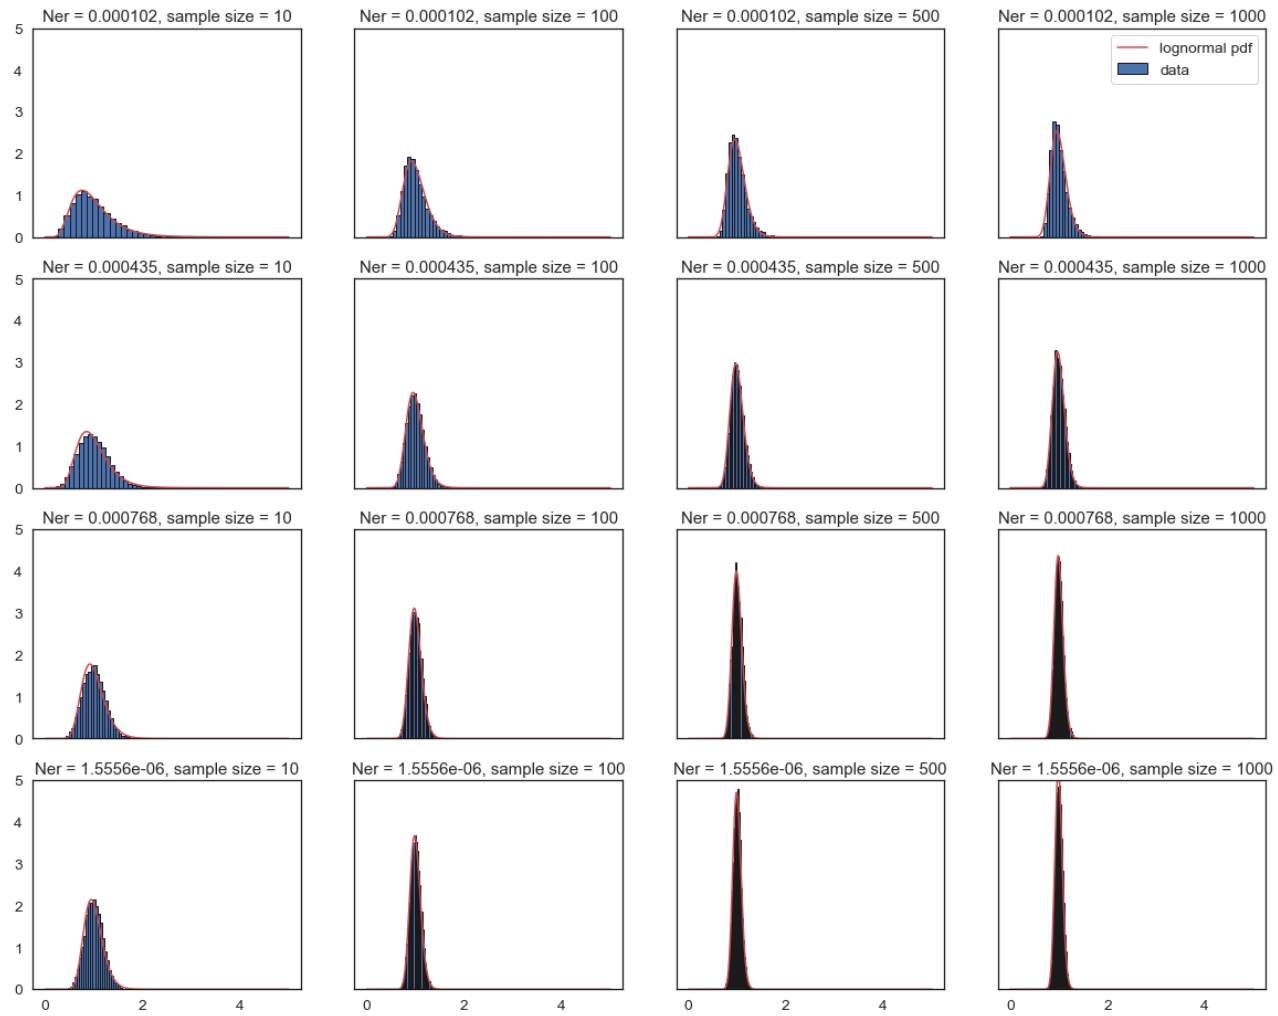 Ner = 0.000102, sample size = 10
Ner = 0.000102, sample size = 100
Ner = 0.000102, sample size = 500
Ner = 0.000102, sample size = 1000
5
4
3
2
1
0
lognormal pdf
data
Ner = 0.000435, sample size = 10
Ner = 0.000435, sample size = 100
Ner = 0.000435, sample size = 500
Ner = 0.000435, sample size = 1000
5
4
3
2
1
0
Ner = 0.000768, sample size = 10
Ner = 0.000768, sample size = 100
Ner = 0.000768, sample size = 500
Ner = 0.000768, sample size = 1000
5
4
3
2
1
0
Ner = 1.5556e-06, sample size = 10
Ner = 1.5556e-06, sample size = 100
Ner = 1.5556e-06, sample size = 500
Ner = 1.5556e-06, sample size = 1000
5
4
3
2
1
0
0 2 4
0 2 4
0 2 4
0 2 4